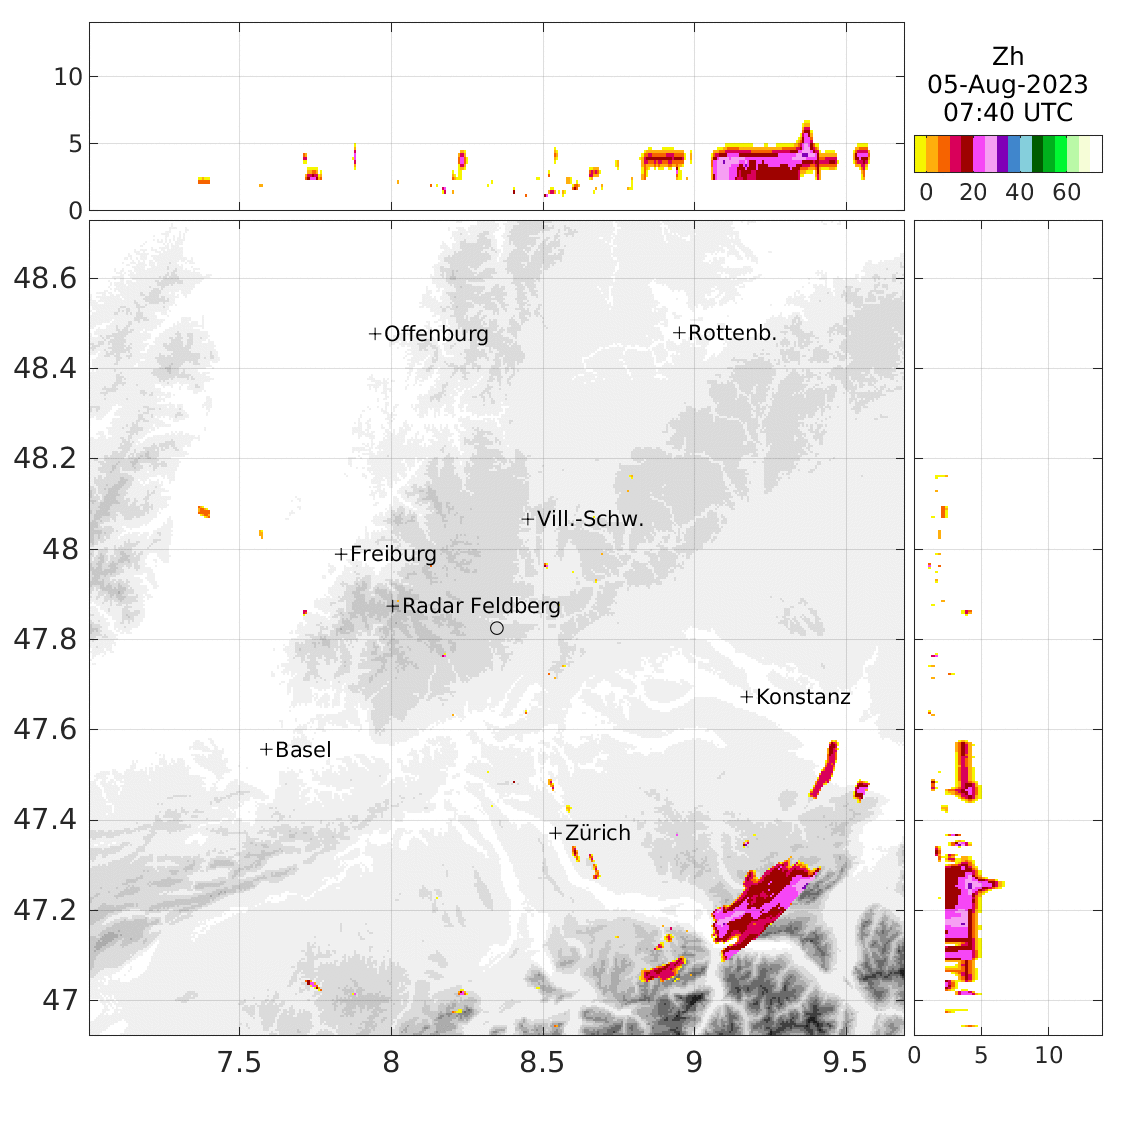 10
5
0
Zh
05-Aug-2023
07:40 UTC
0 20 40 60
48.6
48.4
48.2
48
47.8
47.6
47.4
47.2
47
Offenburg
Rottenb.
Vill.-Schw.
Freiburg
Radar Feldberg
Konstanz
Basel
Zürich
7.5 8 8.5 9 9.5
0 5 10